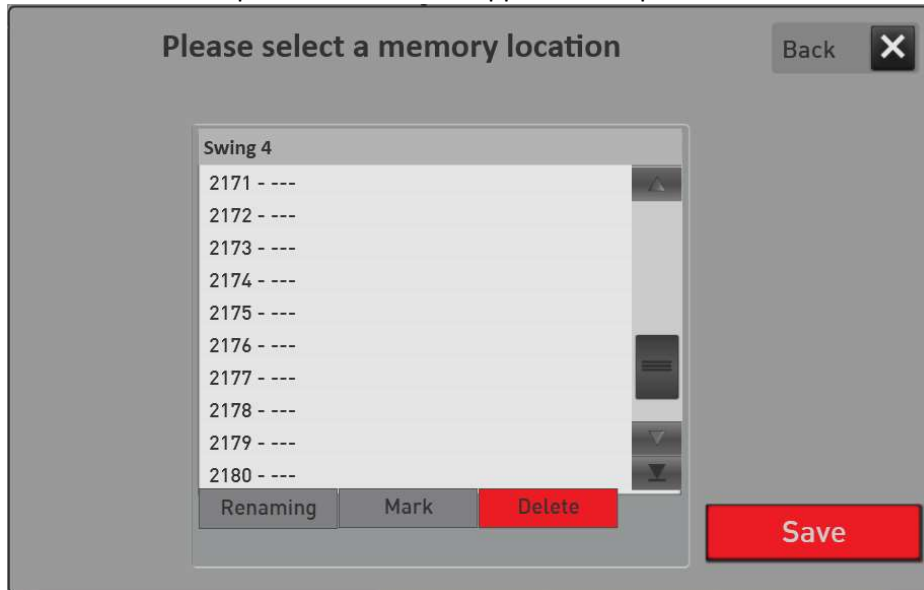 Please select a memory location
Back
Swing 4
2171 - ---
2172 - ---
2173 - ---
2174 - ---
2175 - ---
2176 - ---
2177 - ---
2178 - ---
2179 - ---
2180 - ---
Renaming Mark Delete
Save